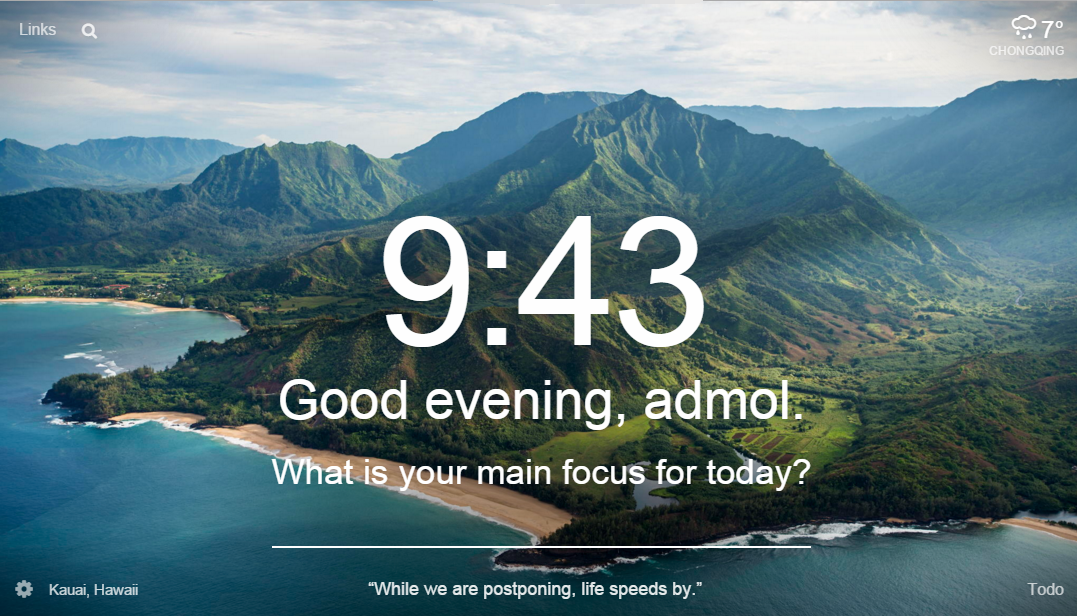 Links
7°
CHONGQING
9:43
Good evening, admol.
What is your main focus for today?
Kauai, Hawaii
“While we are postponing, life speeds by.”
Todo